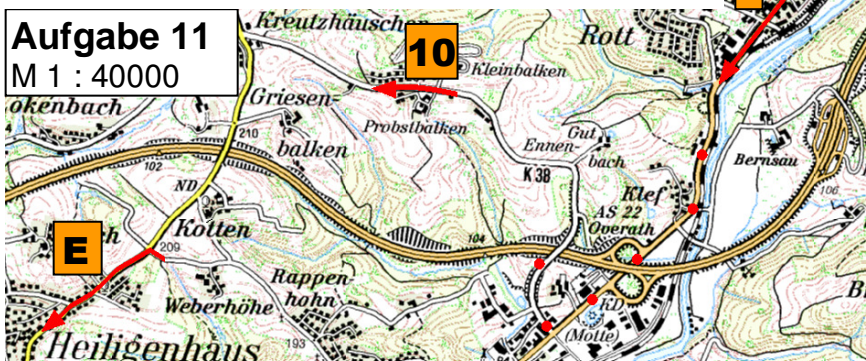 Aufgabe 11
M 1 : 40000
Kreutzhäuschen
10
Kleinbalken
Rott
okenbach
Griesen-
balken
210
Probstbalken
Ennen-
bach
Gut
K 38
Bernsau
102
ND
Klef
AS 22
Overath
106
E
ch
Kotten
209
104
Rappen-
hohn
Weberhöhe
KD
(Motte)
B
Heiligenhaus
193